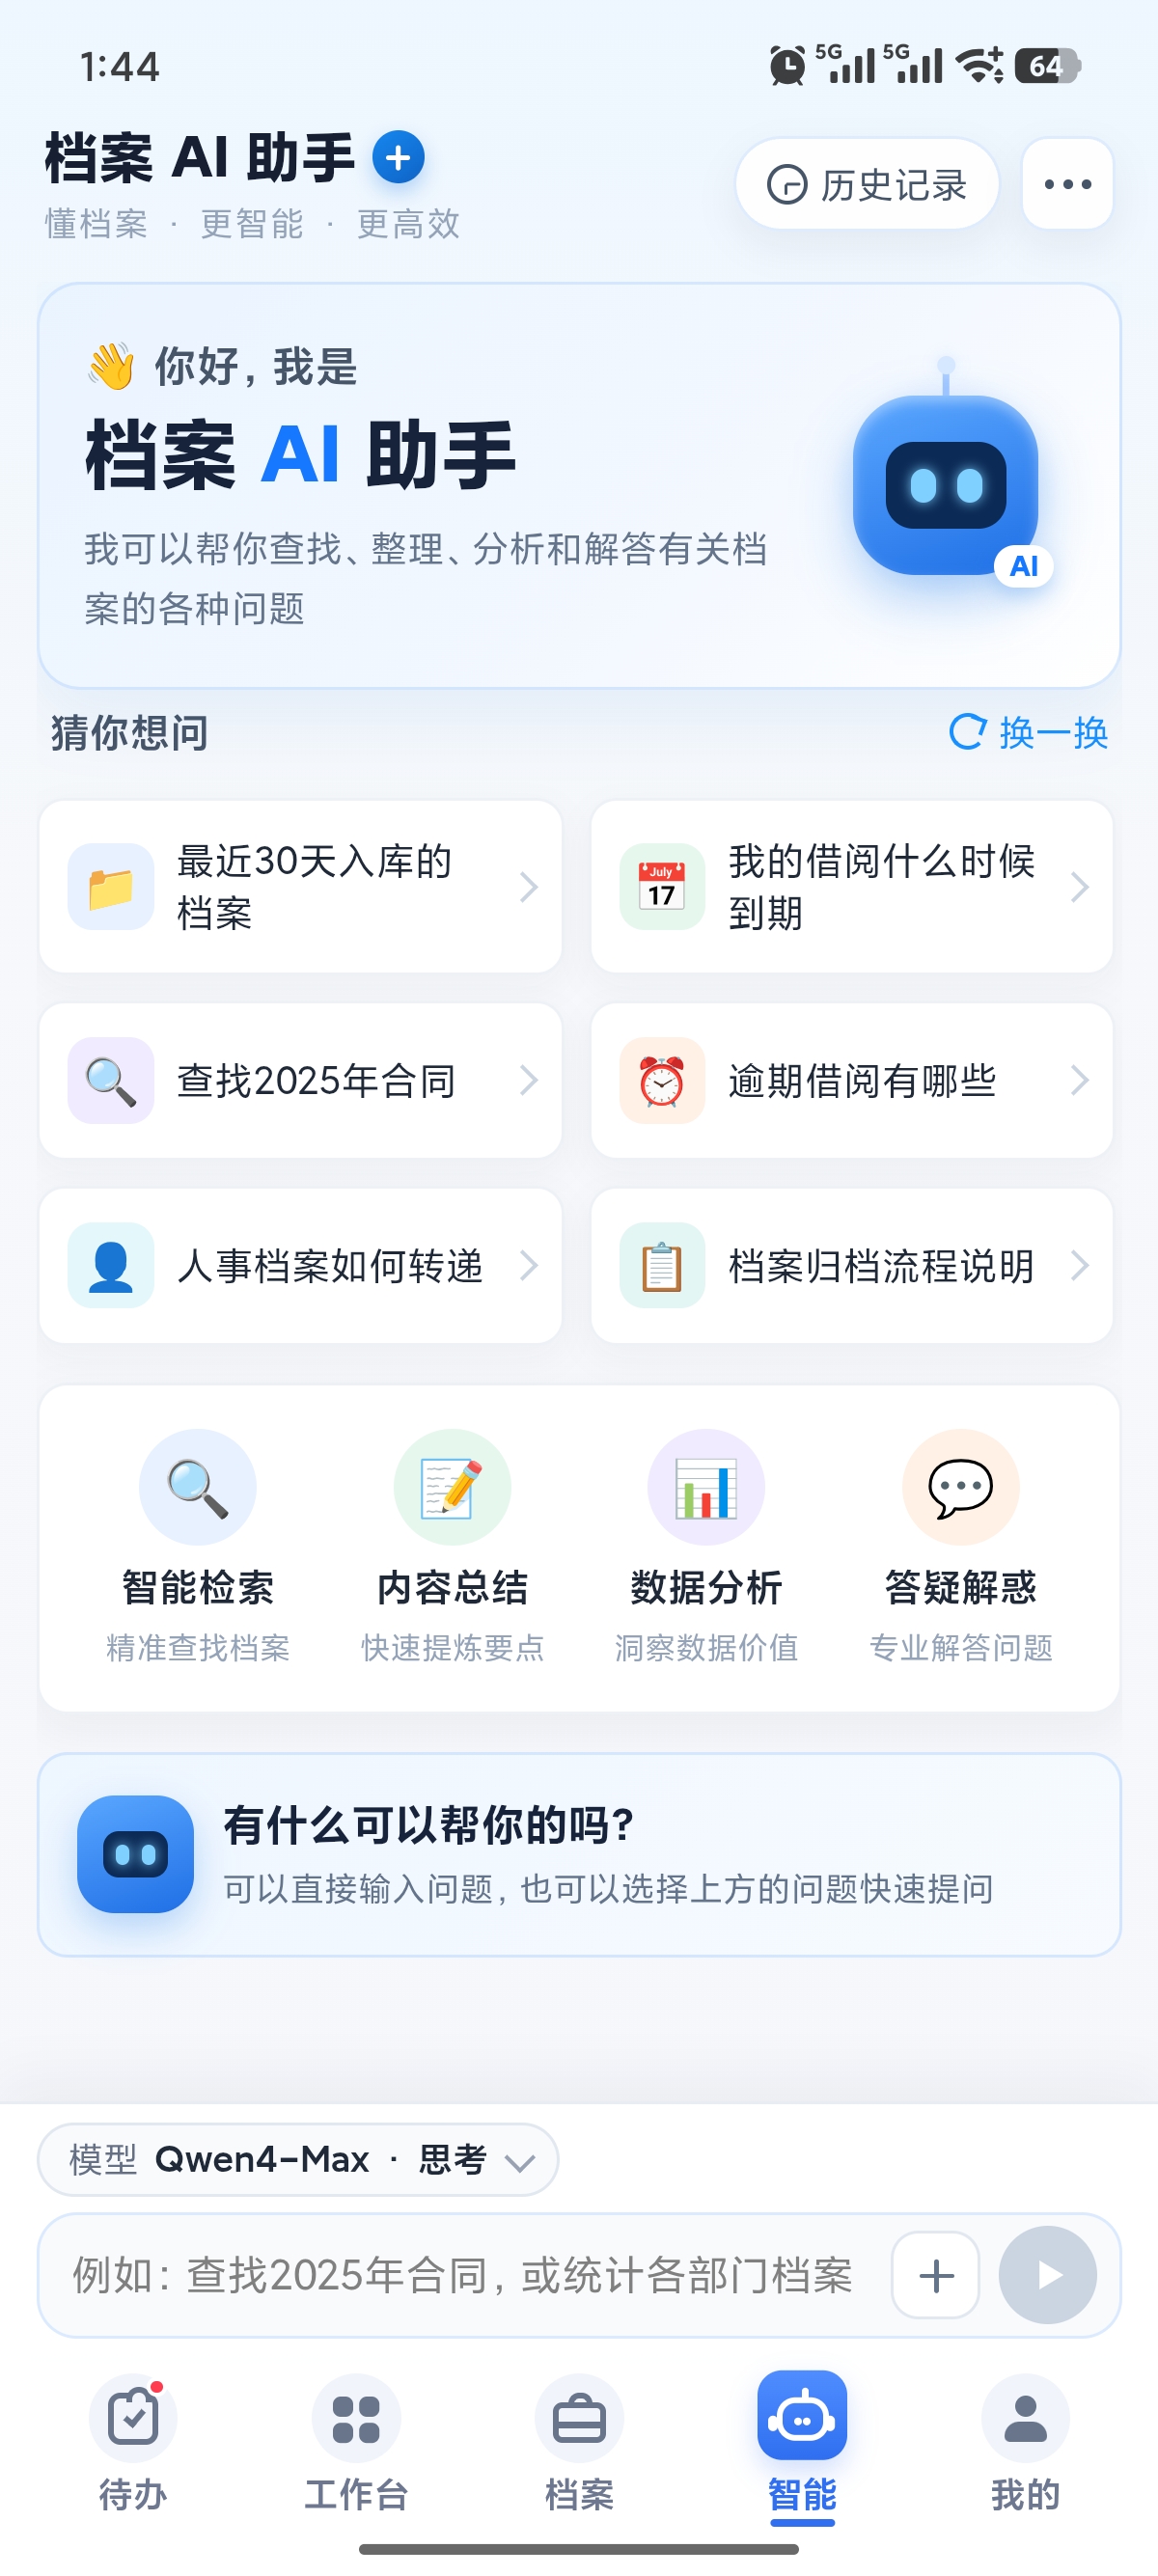 1:44
5G 5G 64
档案 AI 助手
懂档案 · 更智能 · 更高效
历史记录
你好，我是
档案 AI 助手
我可以帮你查找、整理、分析和解答有关档
案的各种问题
AI
猜你想问
换一换
最近30天入库的
档案
July
17
我的借阅什么时候
到期
查找2025年合同
逾期借阅有哪些
人事档案如何转递
档案归档流程说明
智能检索
精准查找档案
内容总结
快速提炼要点
数据分析
洞察数据价值
答疑解惑
专业解答问题
有什么可以帮你的吗?
可以直接输入问题，也可以选择上方的问题快速提问
模型 Qwen4-Max · 思考
例如：查找2025年合同，或统计各部门档案
待办
工作台
档案
智能
我的